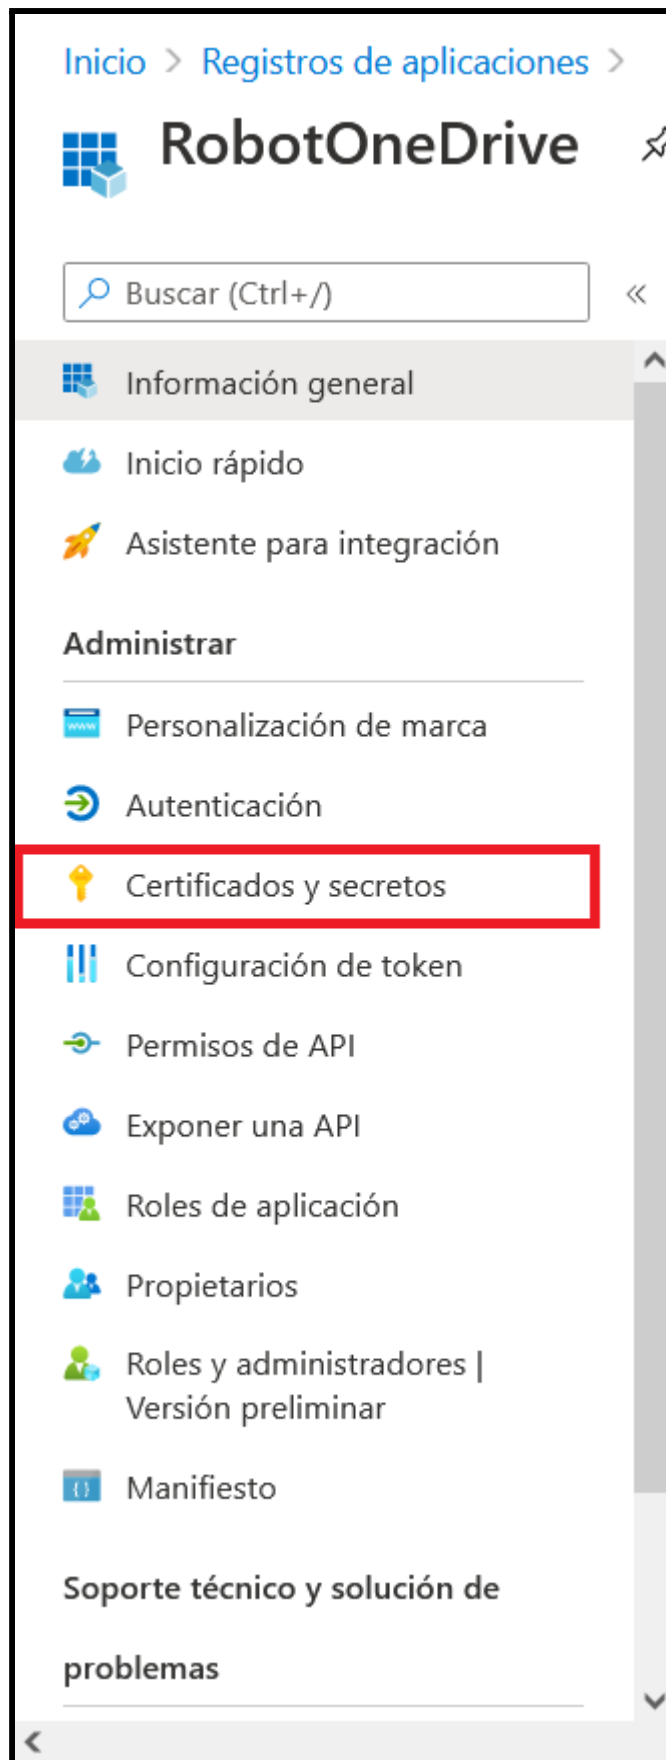 Inicio > Registros de aplicaciones >
RobotOneDrive
Buscar (Ctrl+/)
Información general
Inicio rápido
Asistente para integración
Administrar
www
Personalización de marca
Autenticación
Certificados y secretos
Configuración de token
Permisos de API
Exponer una API
Roles de aplicación
Propietarios
Roles y administradores |
Versión preliminar
Manifiesto
Soporte técnico y solución de
problemas